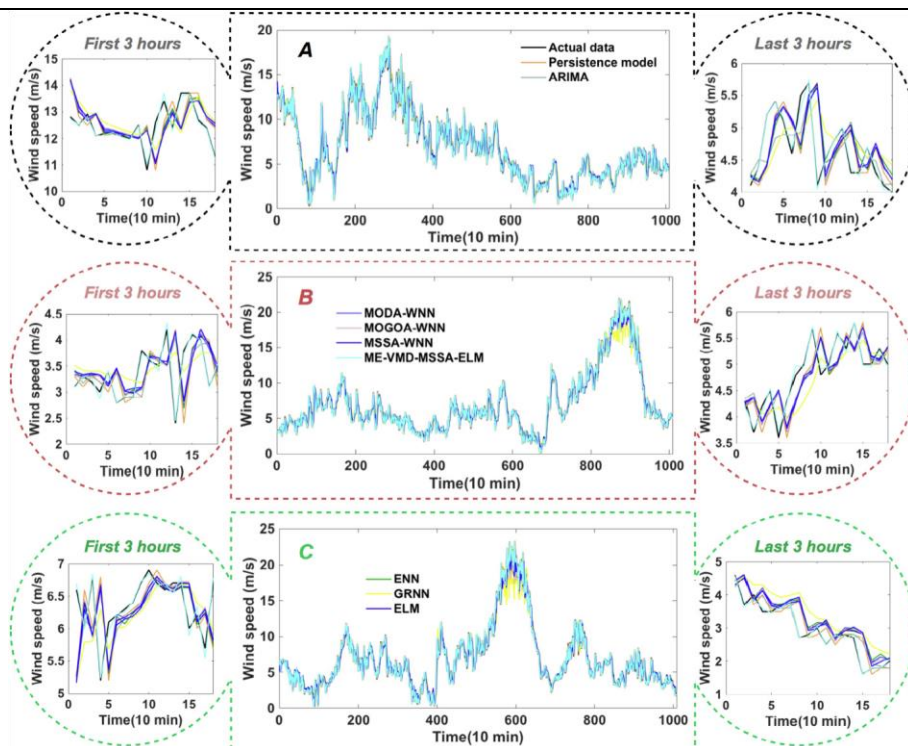 First 3 hours
Wind speed (m/s)
15
14
13
12
11
10
0 5 10 15
Time(10 min)
A
Wind speed (m/s)
20
15
10
5
0
0 200 400 600 800 1000
Time(10 min)
Actual data
Persistence model
ARIMA
Last 3 hours
Wind speed (m/s)
6
5.5
5
4.5
4
0 5 10 15
Time(10 min)
First 3 hours
Wind speed (m/s)
4.5
4
3.5
3
2.5
2
0 5 10 15
Time(10 min)
B
Wind speed (m/s)
25
20
15
10
5
0
0 200 400 600 800 1000
Time(10 min)
MODA-WNN
MOGOA-WNN
MSSA-WNN
ME-VMD-MSSA-ELM
Last 3 hours
Wind speed (m/s)
6
5.5
5
4.5
4
3.5
0 5 10 15
Time(10 min)
First 3 hours
Wind speed (m/s)
7
6.5
6
5.5
5
0 5 10 15
Time(10 min)
C
Wind speed (m/s)
25
20
15
10
5
0
0 200 400 600 800 1000
Time(10 min)
ENN
GRNN
ELM
Last 3 hours
Wind speed (m/s)
5
4
3
2
1
0 5 10 15
Time(10 min)